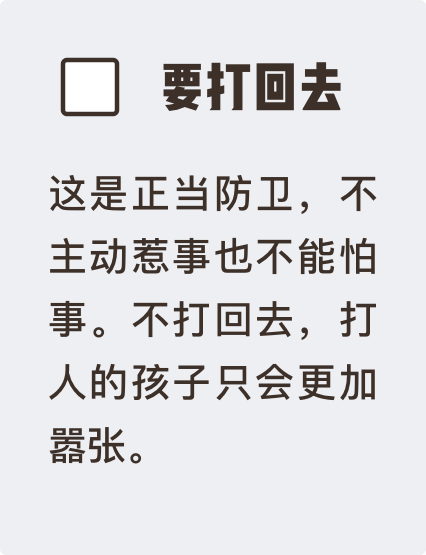 要打回去
这是正当防卫，不
主动惹事也不能怕
事。不打回去，打
人的孩子只会更加
嚣张。